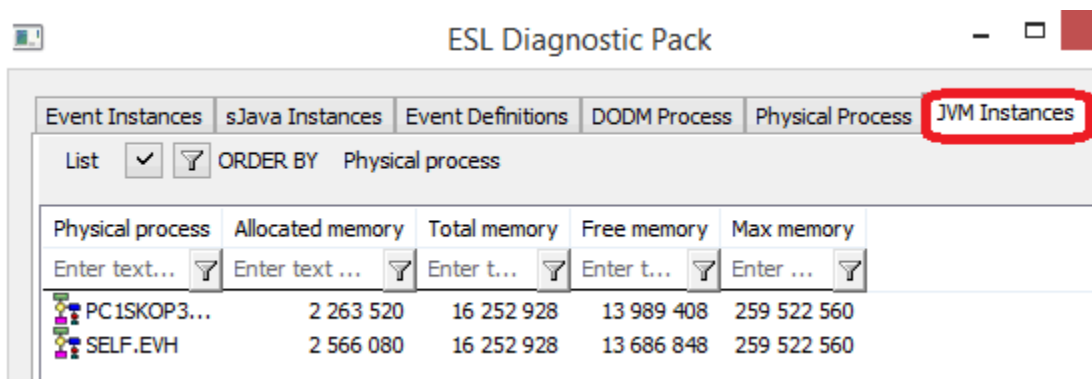 ESL Diagnostic Pack
Event Instances sJava Instances Event Definitions DODM Process Physical Process JVM Instances
List ORDER BY Physical process
Physical process Allocated memory Total memory Free memory Max memory
Enter text... Enter text ... Enter t... Enter t... Enter ...
PC1SKOP3... 2 263 520 16 252 928 13 989 408 259 522 560
SELF.EVH 2 566 080 16 252 928 13 686 848 259 522 560